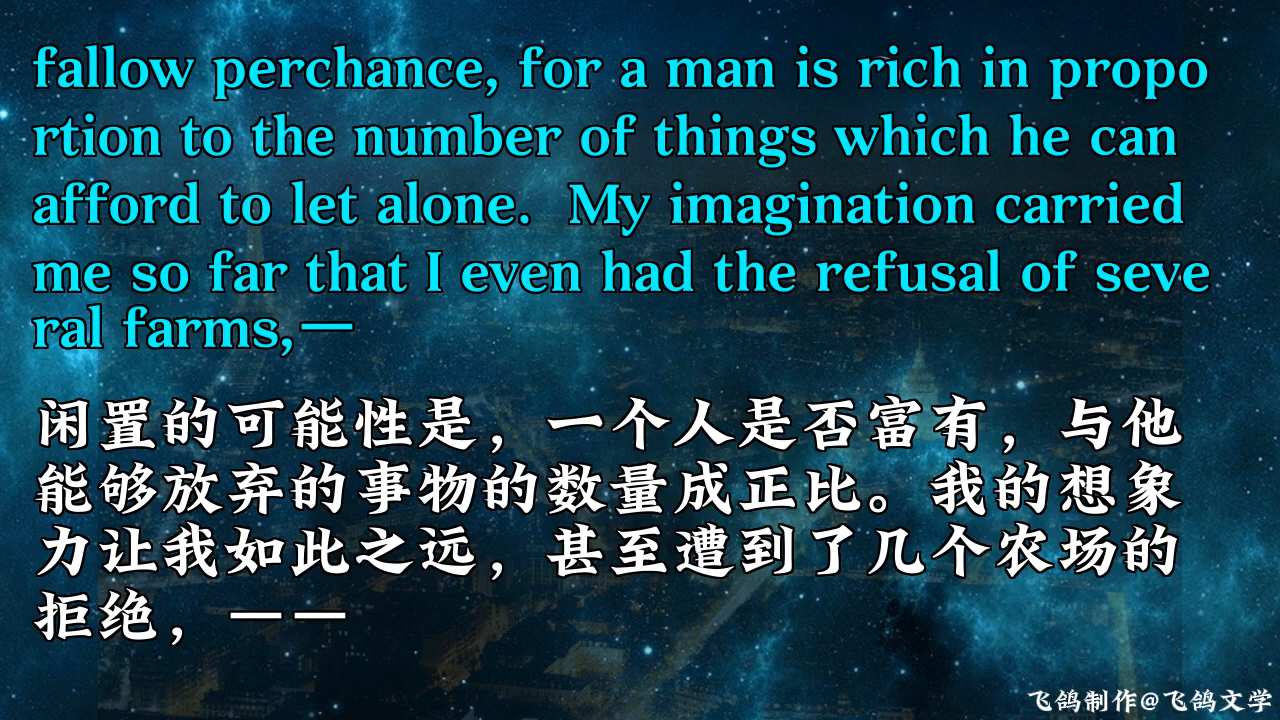 fallow perchance, for a man is rich in propo
rtion to the number of things which he can
afford to let alone.  My imagination carried
me so far that I even had the refusal of seve
ral farms,—
闲置的可能性是，一个人是否富有，与他
能够放弃的事物的数量成正比。我的想象
力让我如此之远，甚至遭到了几个农场的
拒绝，——
飞鸽制作@飞鸽文学